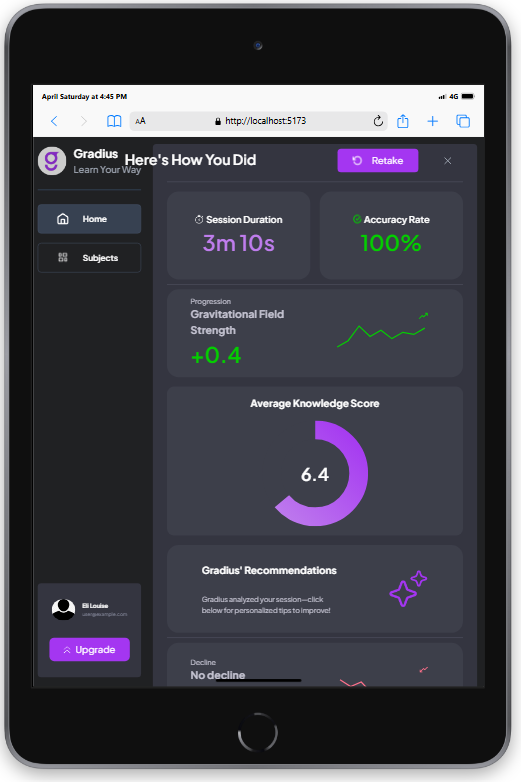 April Saturday at 4:45 PM
4G
AA
http://localhost:5173
Gradius
Learn Your Way
Here's How You Did
Retake
Home
Subjects
Session Duration
3m 10s
Accuracy Rate
100%
Progression
Gravitational Field
Strength
+0.4
Average Knowledge Score
6.4
Gradius' Recommendations
Gradius analyzed your session—click
below for personalized tips to improve!
Eli Louise
Upgrade
Decline
No decline